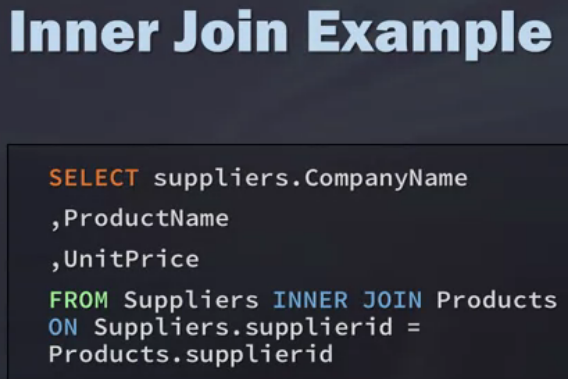 Inner Join Example
SELECT suppliers.CompanyName
,ProductName
,UnitPrice
FROM Suppliers INNER JOIN Products
ON Suppliers.supplierid =
Products.supplierid